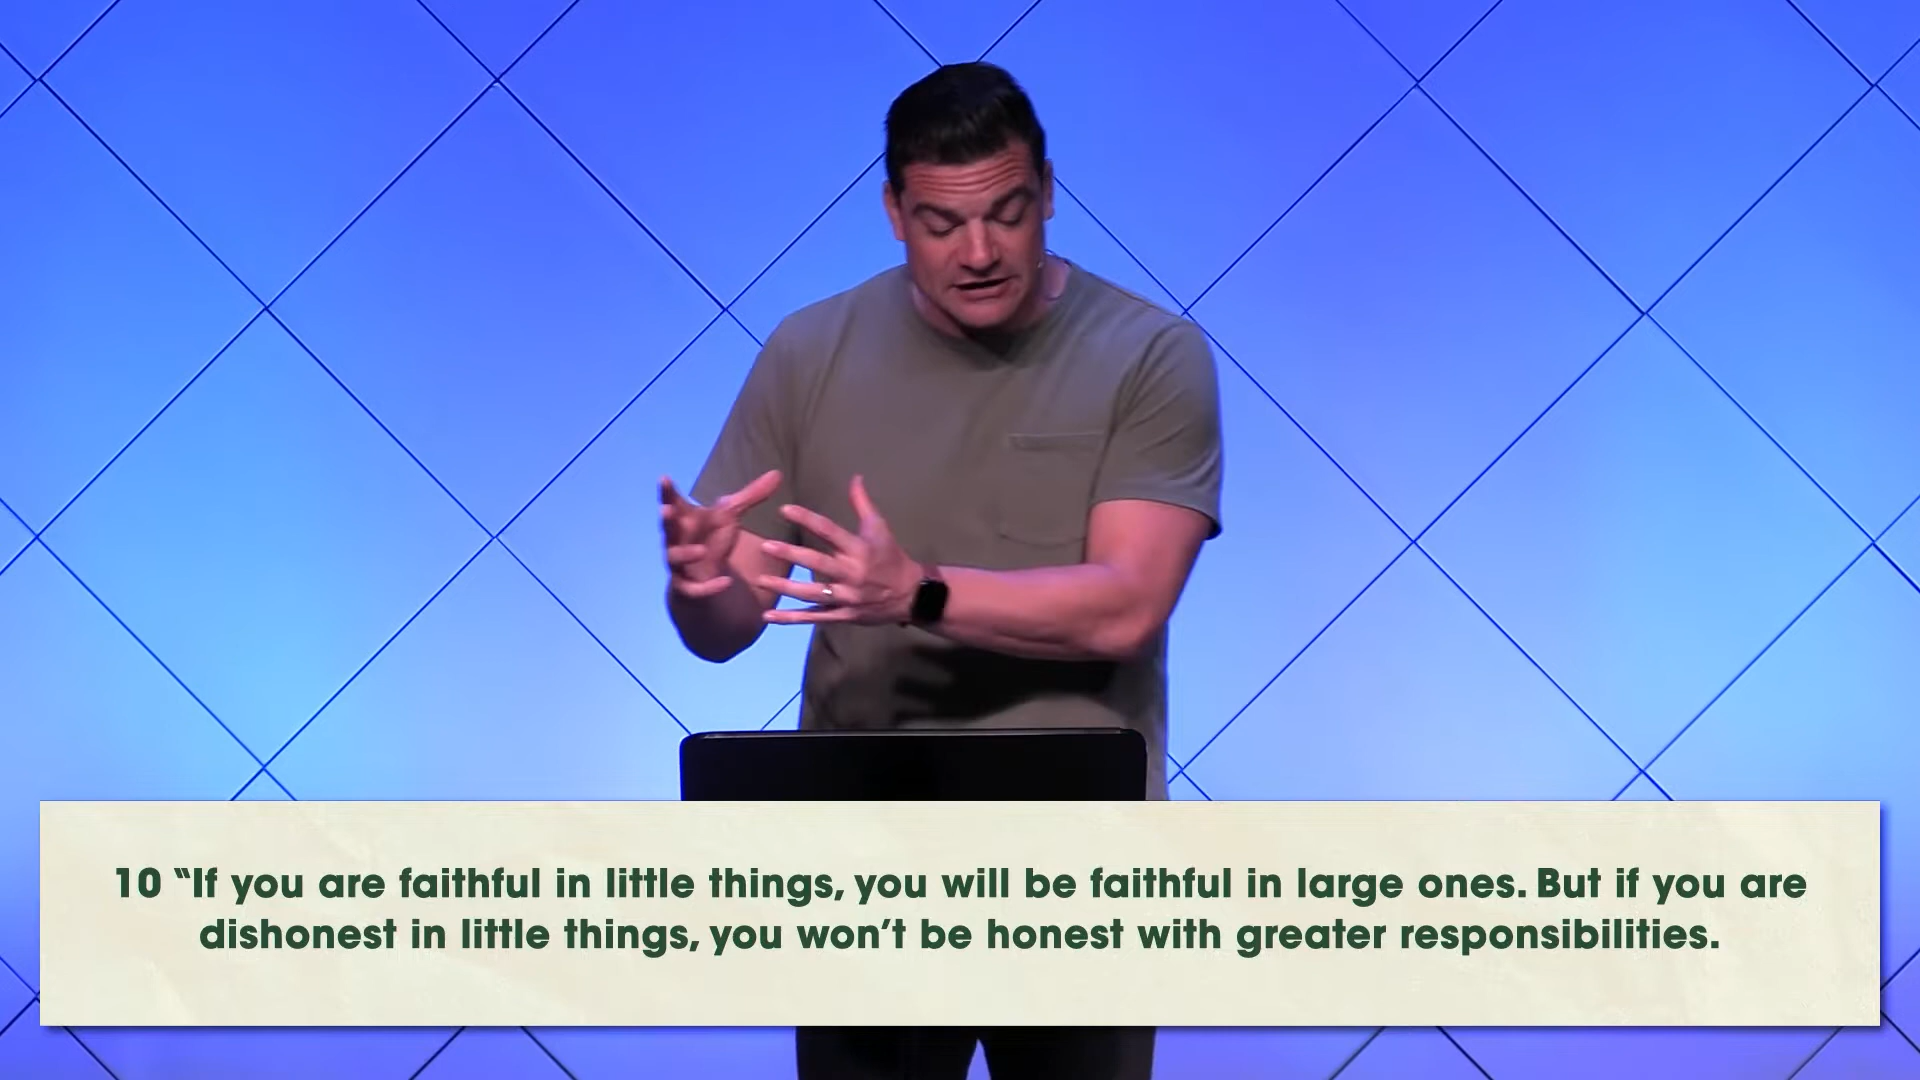 10 “If you are faithful in little things, you will be faithful in large ones. But if you are
dishonest in little things, you won’t be honest with greater responsibilities.